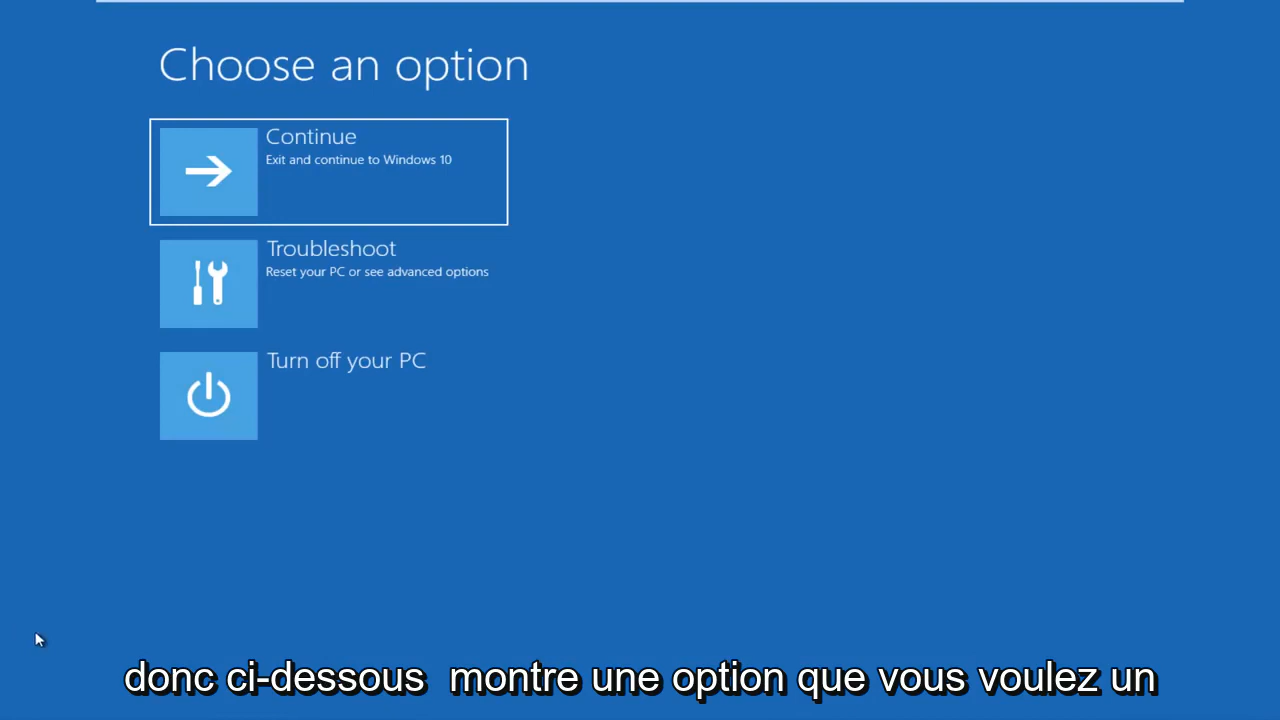 Choose an option
Continue
Exit and continue to Windows 10
Troubleshoot
Reset your PC or see advanced options
Turn off your PC
donc ci-dessous montre une option que vous voulez un